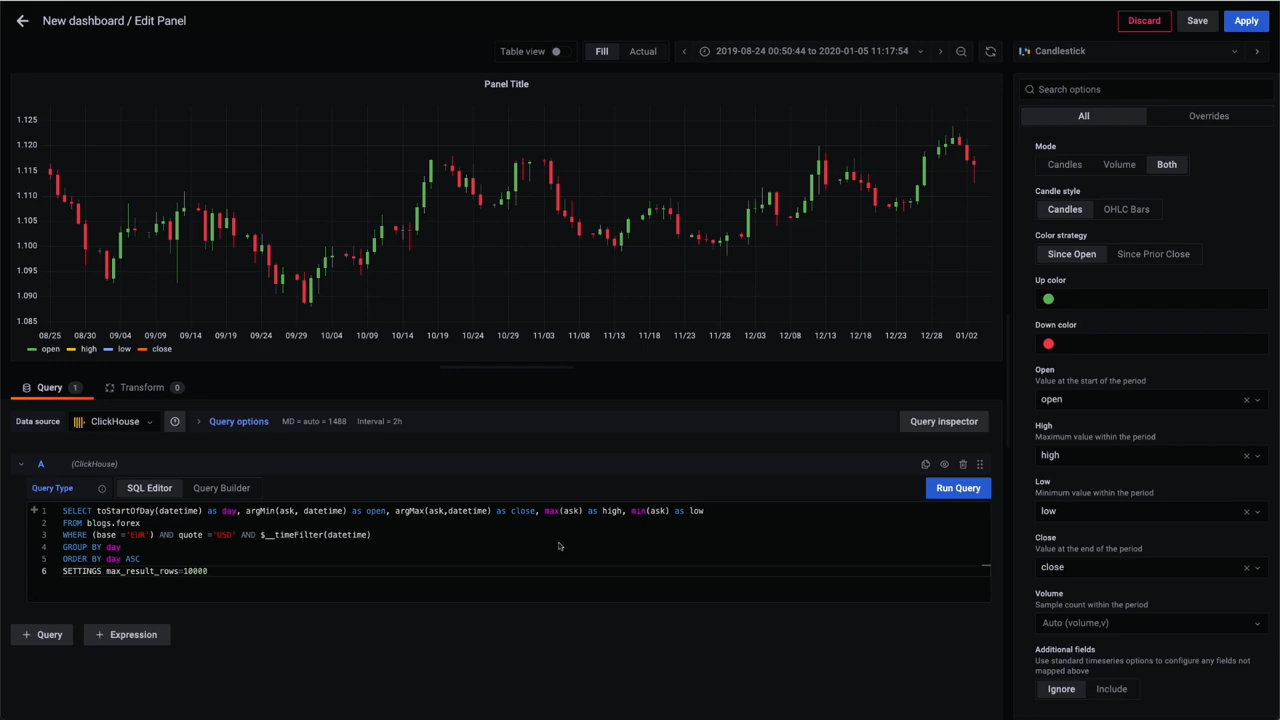 New dashboard / Edit Panel
Discard
Save
Apply
Table view
Fill
Actual
2019-08-24 00:50:44 to 2020-01-05 11:17:54
Candlestick
Panel Title
Search options
All
Overrides
1.125
1.120
1.115
1.110
1.105
1.100
1.095
1.090
1.085
08/25 08/30 09/04 09/09 09/14 09/19 09/24 09/30 10/04 10/09 10/14 10/19 10/24 10/29 11/03 11/08 11/13 11/18 11/23 11/28 12/03 12/08 12/13 12/18 12/23 12/28 01/02
open high low close
Mode
Candles Volume Both
Candle style
Candles OHLC Bars
Color strategy
Since Open Since Prior Close
Up color
Down color
Open
Value at the start of the period
open
High
Maximum value within the period
high
Low
Minimum value within the period
low
Close
Value at the end of the period
close
Volume
Sample count within the period
Auto (volume,v)
Additional fields
Use standard timeseries options to configure any fields not
mapped above
Ignore Include
Query 1
Transform 0
Data source
ClickHouse
Query options
MD = auto = 1488
Interval = 2h
Query inspector
A
(ClickHouse)
Query Type
SQL Editor
Query Builder
Run Query
1 SELECT toStartOfDay(datetime) as day, argMin(ask, datetime) as open, argMax(ask,datetime) as close, max(ask) as high, min(ask) as low
2 FROM blogs.forex
3 WHERE (base ='EUR') AND quote ='USD' AND $__timeFilter(datetime)
4 GROUP BY day
5 ORDER BY day ASC
6 SETTINGS max_result_rows=10000
+ Query
+ Expression